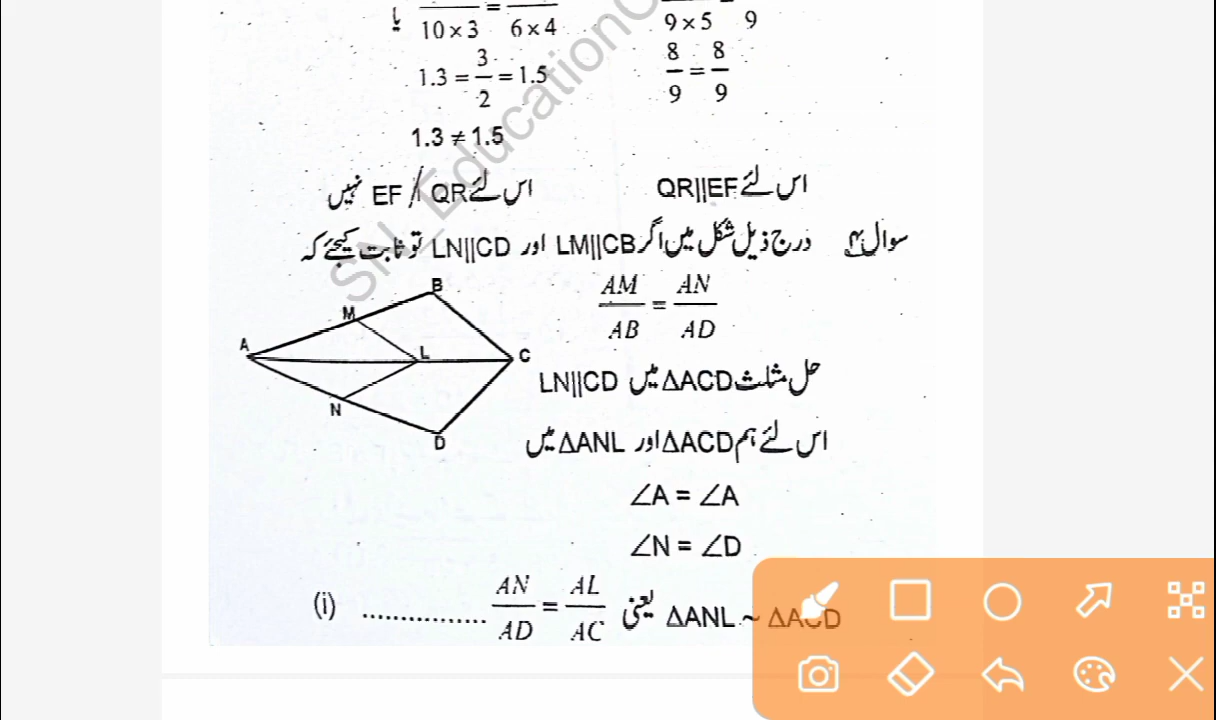 یا
10 × 3 = 6 × 4
9 × 5 9
1.3 = 3/2 = 1.5
8/9 = 8/9
1.3 ≠ 1.5
اس لئے QR||EF
اس لئے QR ∦ EF نہیں
سوال ۴ درج ذیل شکل میں اگر LM||CB اور LN||CD تو ثابت کیجئے کہ
AM/AB = AN/AD
A
B
M
L
C
N
D
حل مثلث ΔACD میں LN||CD
اس لئے ہم ΔACD اور ΔANL میں
∠A = ∠A
∠N = ∠D
ΔANL ~ ΔACD یعنی AN/AD = AL/AC ................ (i)
SN_Education